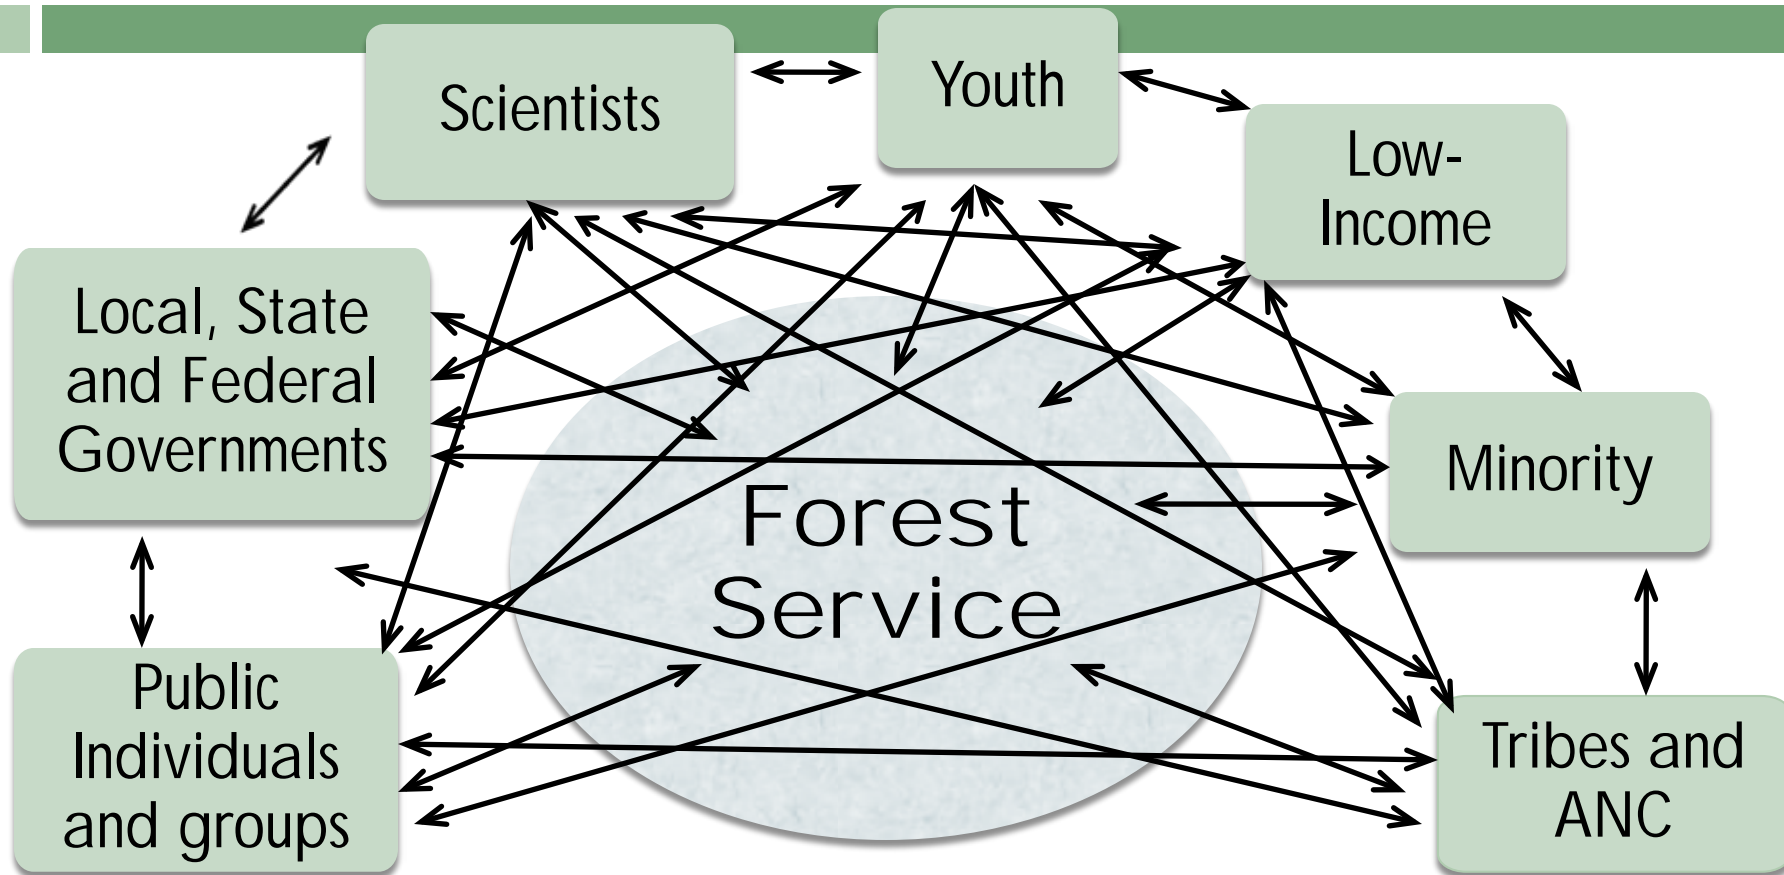 Scientists
Youth
Low-
Income
Local, State
and Federal
Governments
Minority
Forest
Service
Public
Individuals
and groups
Tribes and
ANC